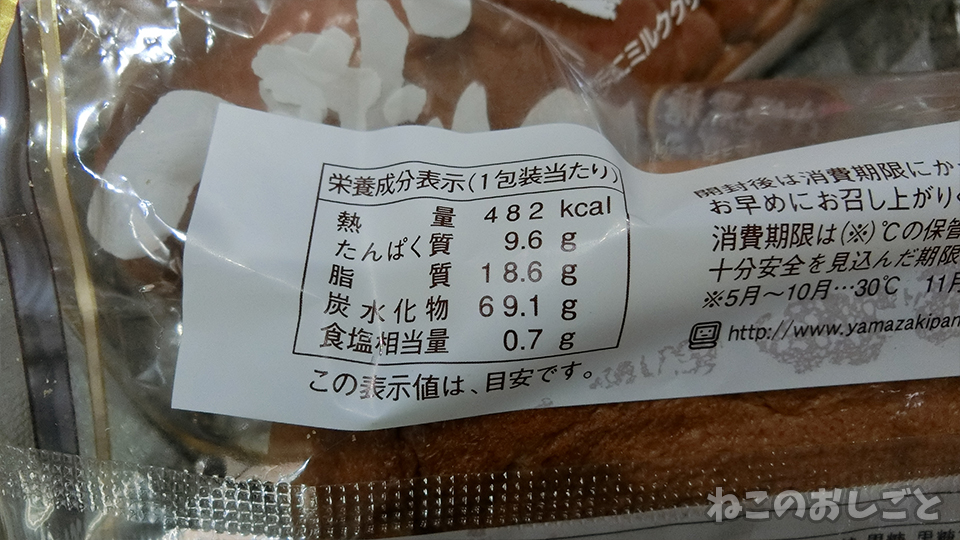 ミルクク
栄養成分表示(1包装当たり)
熱量 482 kcal
たんぱく質 9.6 g
脂質 18.6 g
炭水化物 69.1 g
食塩相当量 0.7 g
この表示値は、目安です。
開封後は消費期限にか
お早めにお召し上がりく
消費期限は(※)℃の保管
十分安全を見込んだ期限
※5月~10月…30℃ 11月
http://www.yamazakipan
ねこのおしごと
黒糖